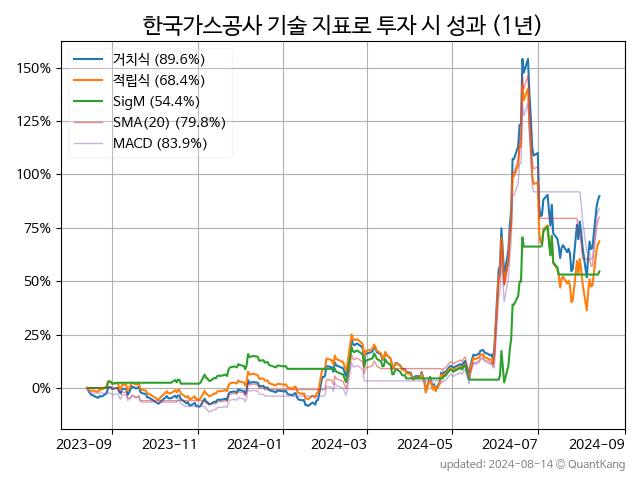 한국가스공사 기술 지표로 투자 시 성과 (1년)
거치식 (89.6%)
적립식 (68.4%)
SigM (54.4%)
SMA(20) (79.8%)
MACD (83.9%)
150%
125%
100%
75%
50%
25%
0%
2023-09 2023-11 2024-01 2024-03 2024-05 2024-07 2024-09
updated: 2024-08-14 @ QuantKang